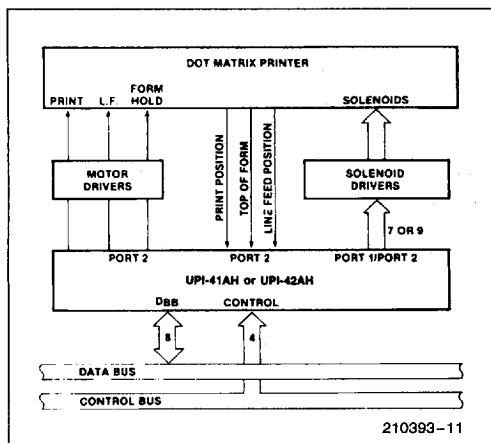 DOT MATRIX PRINTER
PRINT L.F. FORM HOLD
SOLENOIDS
MOTOR DRIVERS
PRINT POSITION
TOP OF FORM
LINE FEED POSITION
SOLENOID DRIVERS
7 OR 9
PORT 2
PORT 2
PORT 1/PORT 2
UPI-41AH or UPI-42AH
DBB
CONTROL
8
4
DATA BUS
CONTROL BUS
210393-11